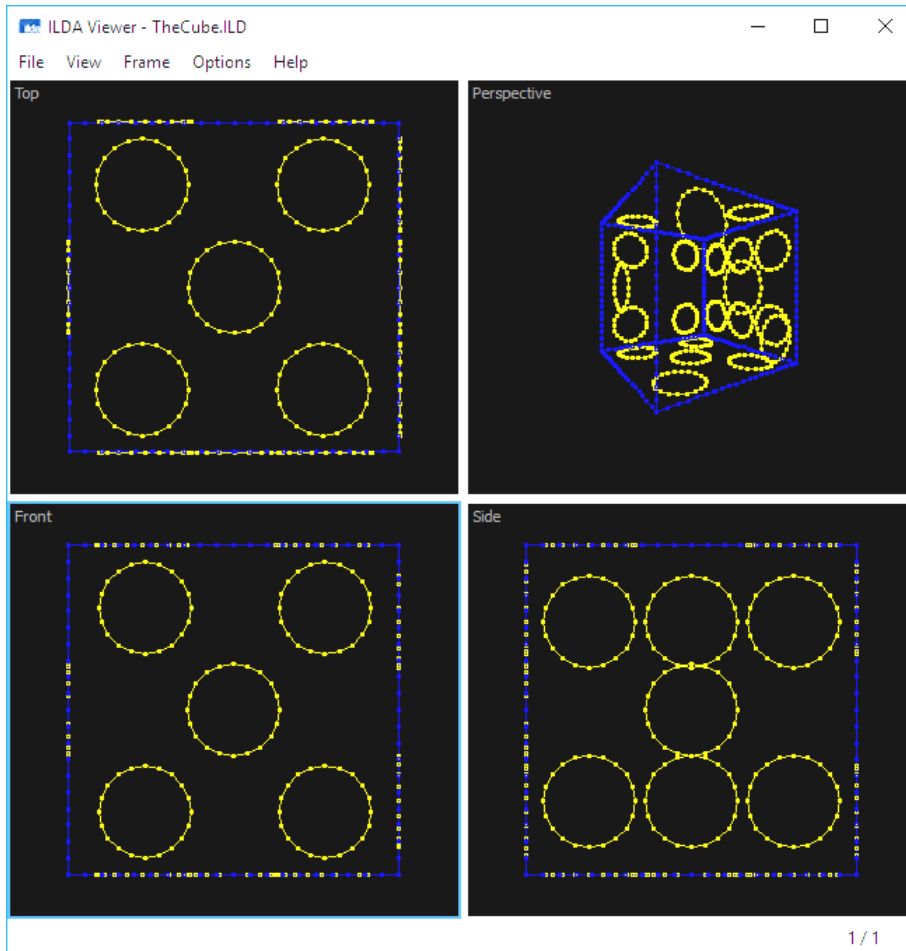 ILDA Viewer - TheCube.ILD
File View Frame Options Help
Top
Perspective
Front
Side
1 / 1